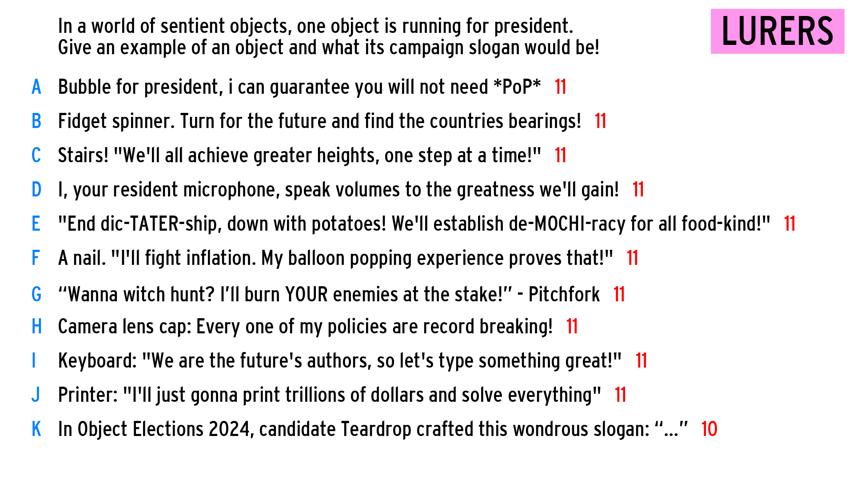 In a world of sentient objects, one object is running for president.
Give an example of an object and what its campaign slogan would be!
LURERS
A Bubble for president, i can guarantee you will not need *PoP* 11
B Fidget spinner. Turn for the future and find the countries bearings! 11
C Stairs! "We'll all achieve greater heights, one step at a time!" 11
D I, your resident microphone, speak volumes to the greatness we'll gain! 11
E "End dic-TATER-ship, down with potatoes! We'll establish de-MOCHI-racy for all food-kind!" 11
F A nail. "I'll fight inflation. My balloon popping experience proves that!" 11
G “Wanna witch hunt? I’ll burn YOUR enemies at the stake!” - Pitchfork 11
H Camera lens cap: Every one of my policies are record breaking! 11
I Keyboard: "We are the future's authors, so let's type something great!" 11
J Printer: "I'll just gonna print trillions of dollars and solve everything" 11
K In Object Elections 2024, candidate Teardrop crafted this wondrous slogan: “...” 10